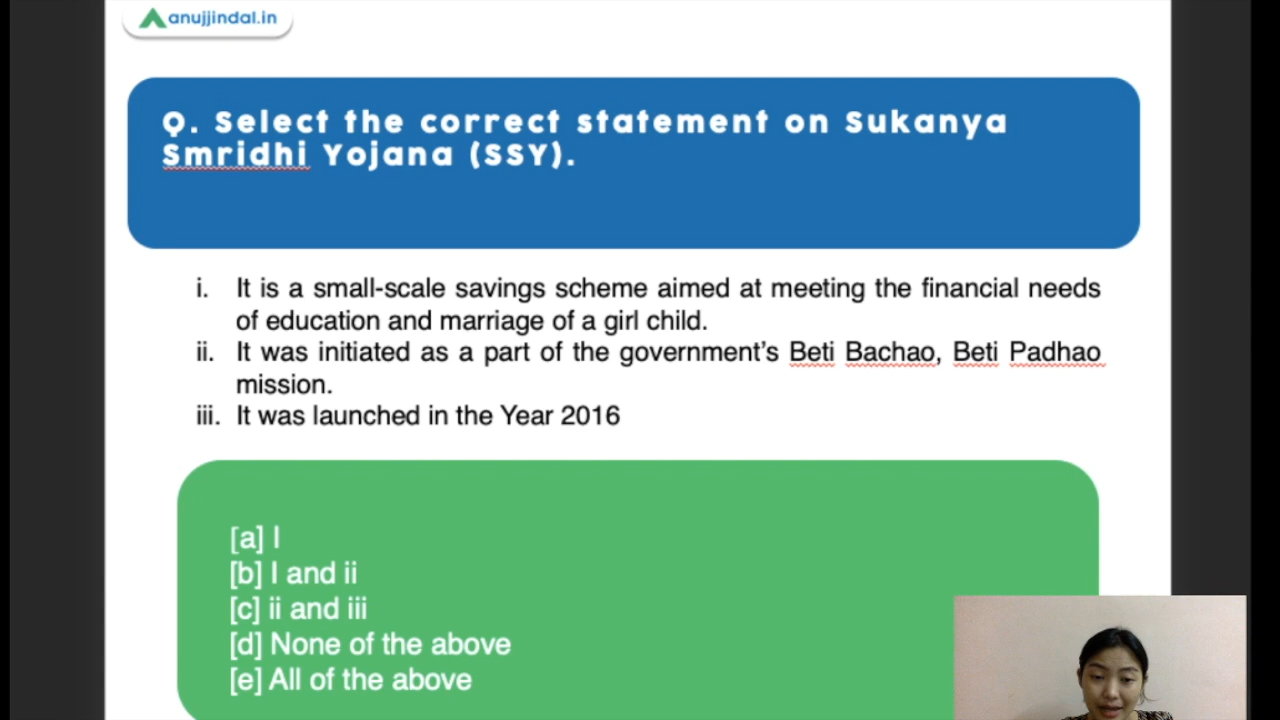 anujjindal.in
Q. Select the correct statement on Sukanya
Smridhi Yojana (SSY).
i. It is a small-scale savings scheme aimed at meeting the financial needs
of education and marriage of a girl child.
ii. It was initiated as a part of the government's Beti Bachao, Beti Padhao
mission.
iii. It was launched in the Year 2016
[a] I
[b] I and ii
[c] ii and iii
[d] None of the above
[e] All of the above